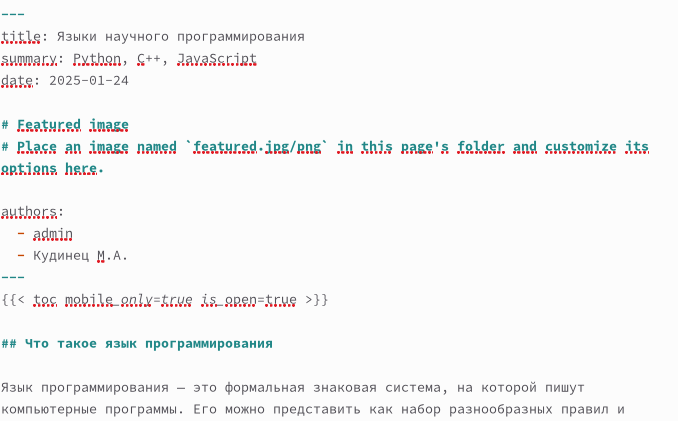 ---
title: Языки научного программирования
summary: Python, C++, JavaScript
date: 2025-01-24
# Featured image
# Place an image named `featured.jpg/png` in this page's folder and customize its
options here.
authors:
- admin
- Кудинец М.А.
---
{{< toc mobile_only=true is_open=true >}}
## Что такое язык программирования
Язык программирования — это формальная знаковая система, на которой пишут
компьютерные программы. Его можно представить как набор разнообразных правил и